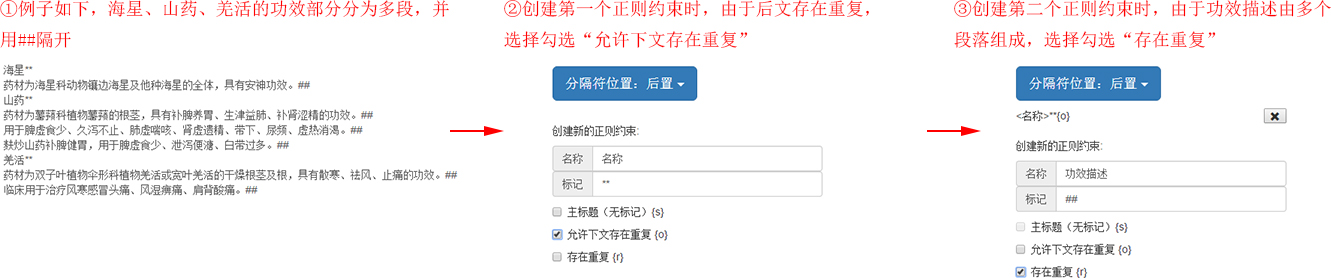 ①例子如下，海星、山药、羌活的功效部分分为多段，并
用##隔开
海星**
药材为海星科动物镶边海星及他种海星的全体，具有安神功效。##
山药**
药材为薯蓣科植物薯蓣的根茎，具有补脾养胃、生津益肺、补肾涩精的功效。##
用于脾虚食少、久泻不止、肺虚喘咳、肾虚遗精、带下、尿频、虚热消渴。##
麸炒山药补脾健胃，用于脾虚食少、泄泻便溏、白带过多。##
羌活**
药材为双子叶植物伞形科植物羌活或宽叶羌活的干燥根茎及根，具有散寒、祛风、止痛的功效。##
临床用于治疗风寒感冒头痛、风湿痹痛、肩背酸痛。##
②创建第一个正则约束时，由于后文存在重复，
选择勾选“允许下文存在重复”
分隔符位置：后置
创建新的正则约束:
名称 名称
标记 **
主标题（无标记）{s}
允许下文存在重复 {o}
存在重复 {r}
③创建第二个正则约束时，由于功效描述由多个
段落组成，选择勾选“存在重复”
分隔符位置：后置
<名称>**{o}
创建新的正则约束:
名称 功效描述
标记 ##
主标题（无标记）{s}
允许下文存在重复 {o}
存在重复 {r}